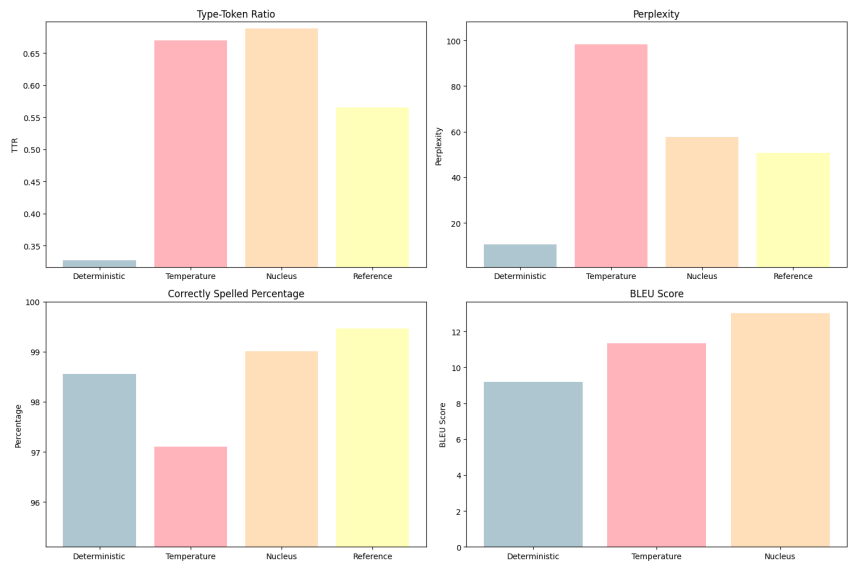 Type-Token Ratio
TTR
0.65
0.60
0.55
0.50
0.45
0.40
0.35
Deterministic Temperature Nucleus Reference
Perplexity
Perplexity
100
80
60
40
20
Deterministic Temperature Nucleus Reference
Correctly Spelled Percentage
Percentage
100
99
98
97
96
Deterministic Temperature Nucleus Reference
BLEU Score
BLEU Score
12
10
8
6
4
2
0
Deterministic Temperature Nucleus